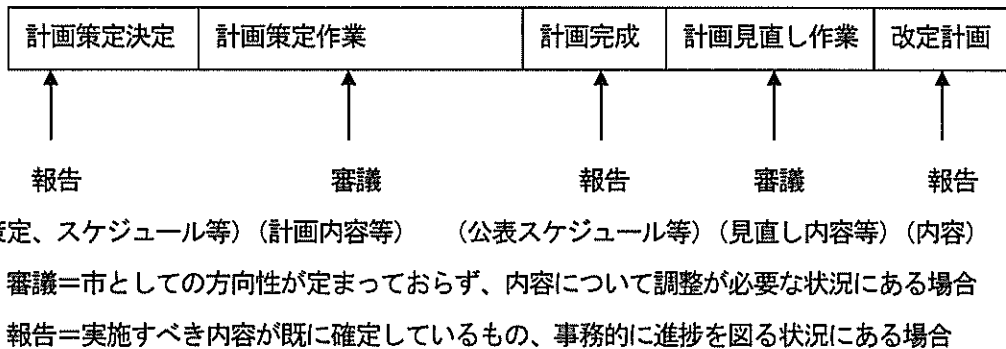 計画策定決定 計画策定作業 計画完成 計画見直し作業 改定計画
報告 審議 報告 審議 報告
定、スケジュール等）（計画内容等） （公表スケジュール等）（見直し内容等）（内容）
審議＝市としての方向性が定まっておらず、内容について調整が必要な状況にある場合
報告＝実施すべき内容が既に確定しているもの、事務的に進捗を図る状況にある場合